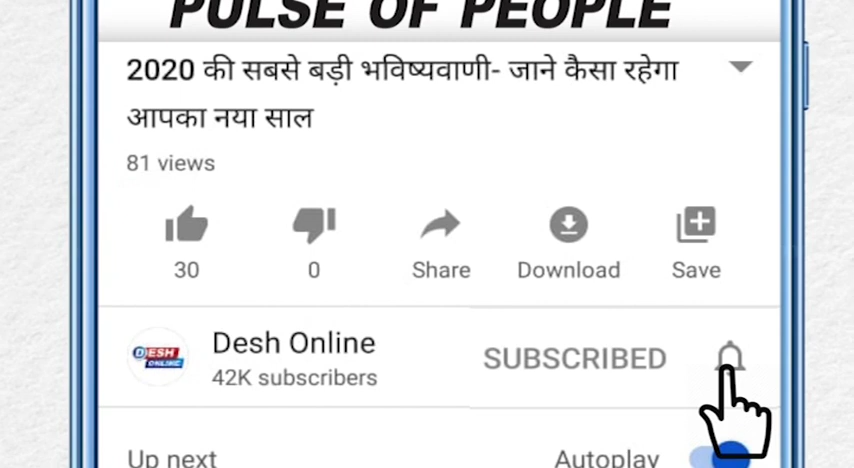 PULSE OF PEOPLE
2020 की सबसे बड़ी भविष्यवाणी- जाने कैसा रहेगा
आपका नया साल
81 views
30
0
Share
Download
Save
DESH
ONLINE
Desh Online
42K subscribers
SUBSCRIBED
Up next
Autoplay